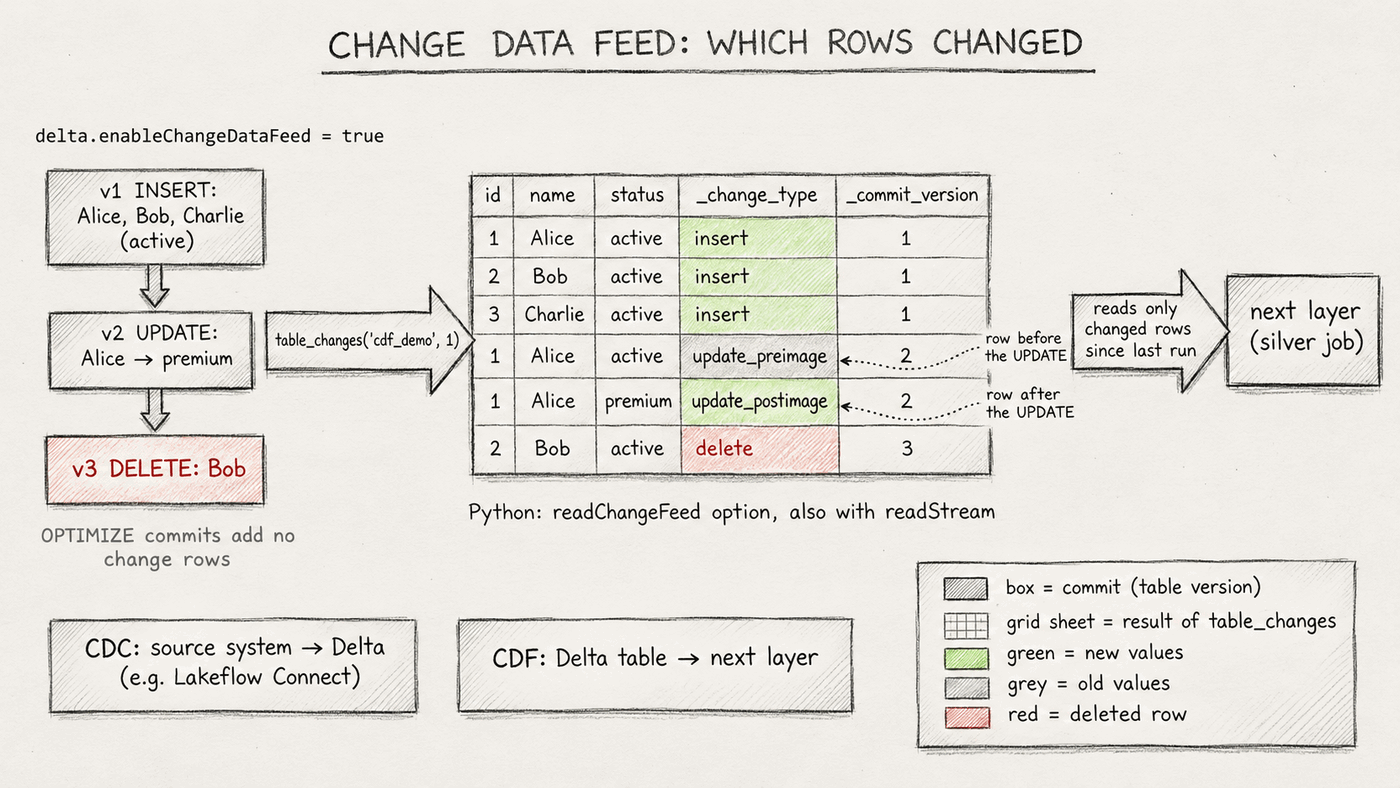 CHANGE DATA FEED: WHICH ROWS CHANGED
delta.enableChangeDataFeed = true
v1 INSERT:
Alice, Bob, Charlie
(active)
v2 UPDATE:
Alice → premium
v3 DELETE: Bob
OPTIMIZE commits add no
change rows
table_changes('cdf_demo', 1)
id name status _change_type _commit_version
1 Alice active insert 1
2 Bob active insert 1
3 Charlie active insert 1
1 Alice active update_preimage 2
1 Alice premium update_postimage 2
2 Bob active delete 3
row before
the UPDATE
row after
the UPDATE
Python: readChangeFeed option, also with readStream
reads only
changed rows
since last run
next layer
(silver job)
CDC: source system → Delta
(e.g. Lakeflow Connect)
CDF: Delta table → next layer
box = commit (table version)
grid sheet = result of table_changes
green = new values
grey = old values
red = deleted row